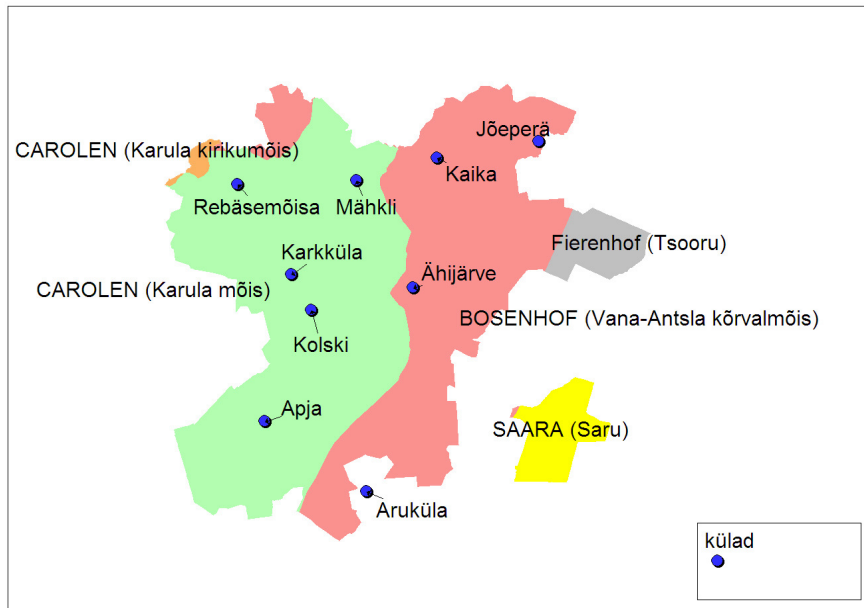 Jõeperä
CAROLEN (Karula kirikumõis)
Kaika
Rebäsemõisa
Mähkli
Fierenhof (Tsooru)
Karkküla
Ähijärve
CAROLEN (Karula mõis)
BOSENHOF (Vana-Antsla kõrvalmõis)
Kolski
Apja
SAARA (Saru)
Aruküla
külad